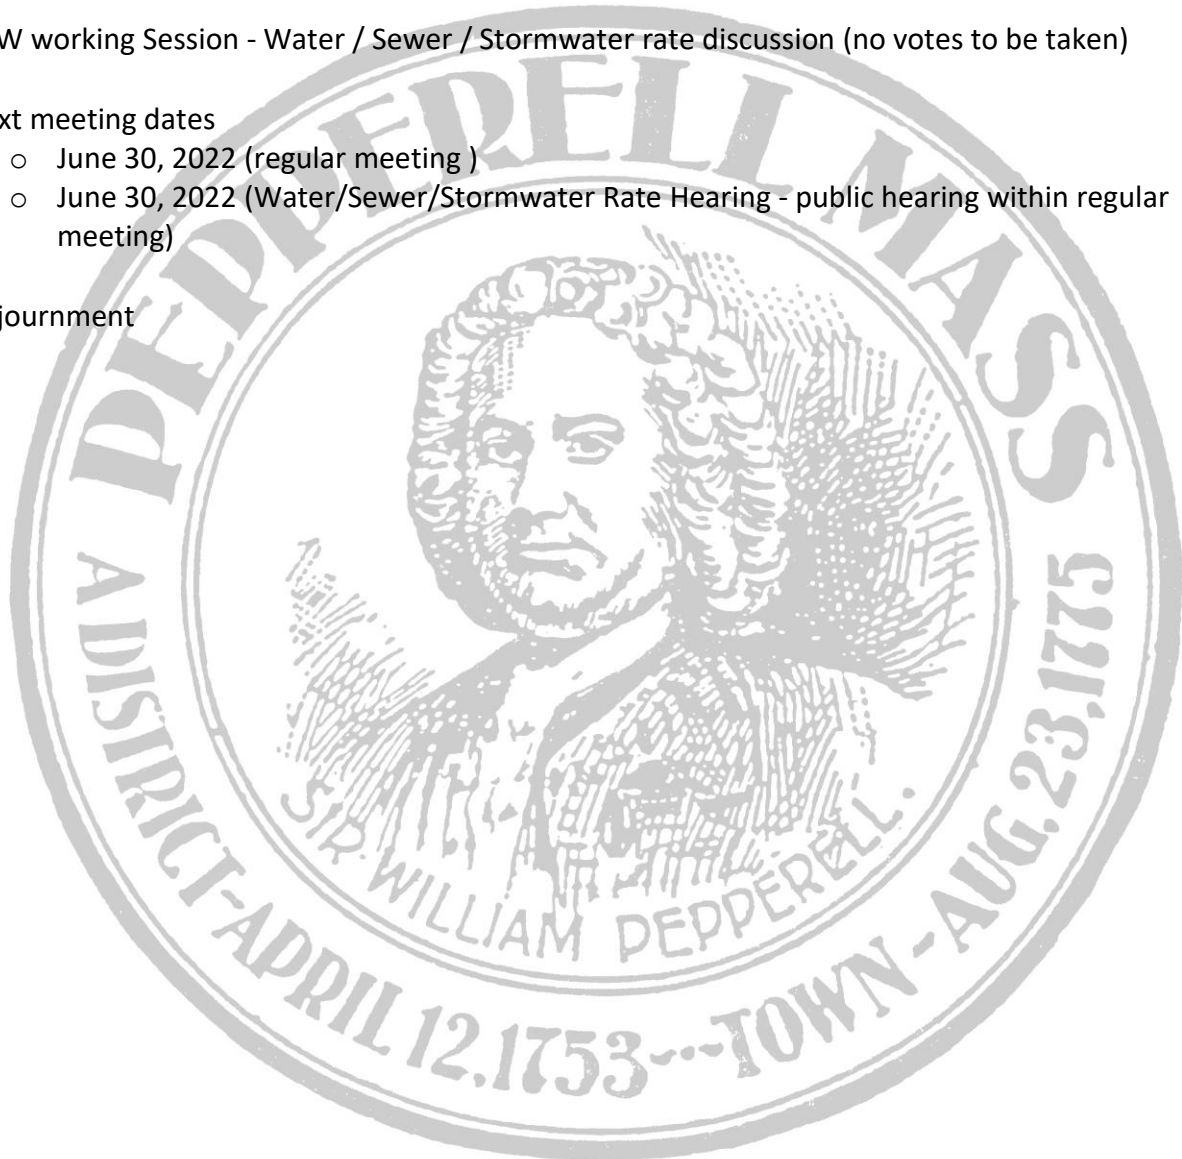 W working Session - Water / Sewer / Stormwater rate discussion (no votes to be taken)
xt meeting dates
o June 30, 2022 (regular meeting )
o June 30, 2022 (Water/Sewer/Stormwater Rate Hearing - public hearing within regular
meeting)
journment
PEPPERELL MASS
A DISTRICT-APRIL 12,1753---TOWN-AUG.23,1775
SIR WILLIAM PEPPERELL.